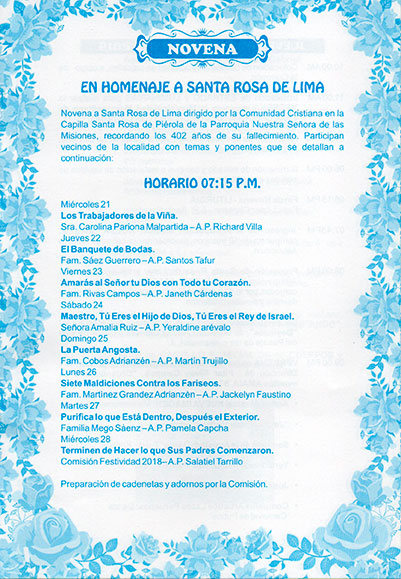 NOVENA
EN HOMENAJE A SANTA ROSA DE LIMA
Novena a Santa Rosa de Lima dirigido por la Comunidad Cristiana en la
Capilla Santa Rosa de Piérola de la Parroquia Nuestra Señora de las
Misiones, recordando los 402 años de su fallecimiento. Participan
vecinos de la localidad con temas y ponentes que se detallan a
continuación:
HORARIO 07:15 P.M.
Miércoles 21
Los Trabajadores de la Viña.
Sra. Carolina Pariona Malpartida – A.P. Richard Villa
Jueves 22
El Banquete de Bodas.
Fam. Sáez Guerrero – A.P. Santos Tafur
Viernes 23
Amarás al Señor tu Dios con Todo tu Corazón.
Fam. Rivas Campos – A.P. Janeth Cárdenas
Sábado 24
Maestro, Tú Eres el Hijo de Dios, Tú Eres el Rey de Israel.
Señora Amalia Ruiz – A.P. Yeraldine arévalo
Domingo 25
La Puerta Angosta.
Fam. Cobos Adrianzén – A.P. Martín Trujillo
Lunes 26
Siete Maldiciones Contra los Fariseos.
Fam. Martínez Grandez Adrianzén – A.P. Jackelyn Faustino
Martes 27
Purifica lo que Está Dentro, Después el Exterior.
Familia Mego Sáenz – A.P. Pamela Capcha
Miércoles 28
Terminen de Hacer lo que Sus Padres Comenzaron.
Comisión Festividad 2018 – A.P. Salatiel Tarrillo
Preparación de cadenetas y adornos por la Comisión.